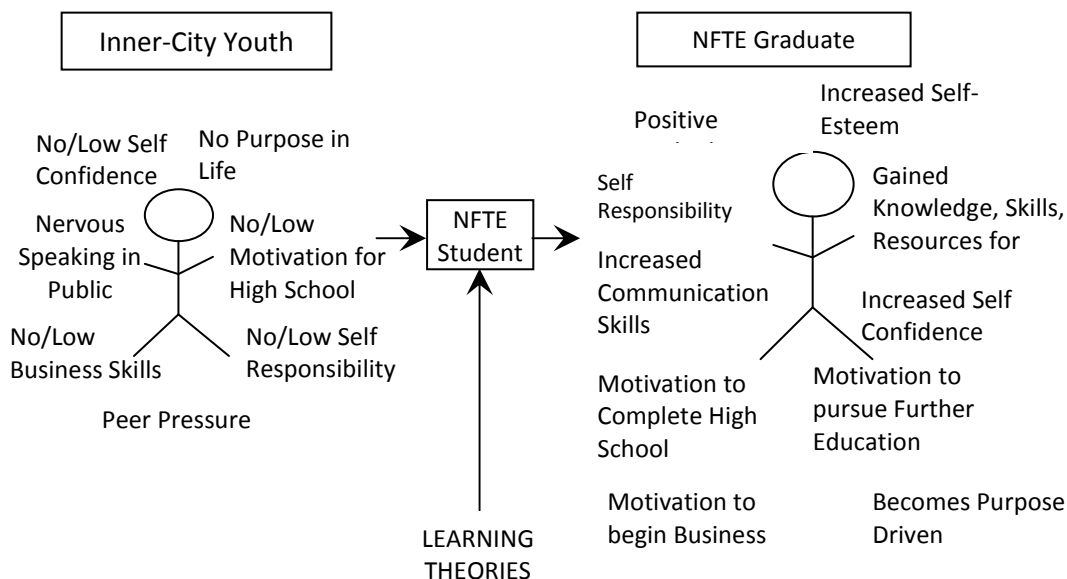 Inner-City Youth
No/Low Self
Confidence
No Purpose in
Life
Nervous
Speaking in
Public
No/Low
Motivation for
High School
No/Low
Business Skills
No/Low Self
Responsibility
Peer Pressure
NFTE
Student
LEARNING
THEORIES
NFTE Graduate
Positive
Increased Self-
Esteem
Self
Responsibility
Gained
Knowledge, Skills,
Resources for
Increased
Communication
Skills
Increased Self
Confidence
Motivation to
Complete High
School
Motivation to
pursue Further
Education
Motivation to
begin Business
Becomes Purpose
Driven